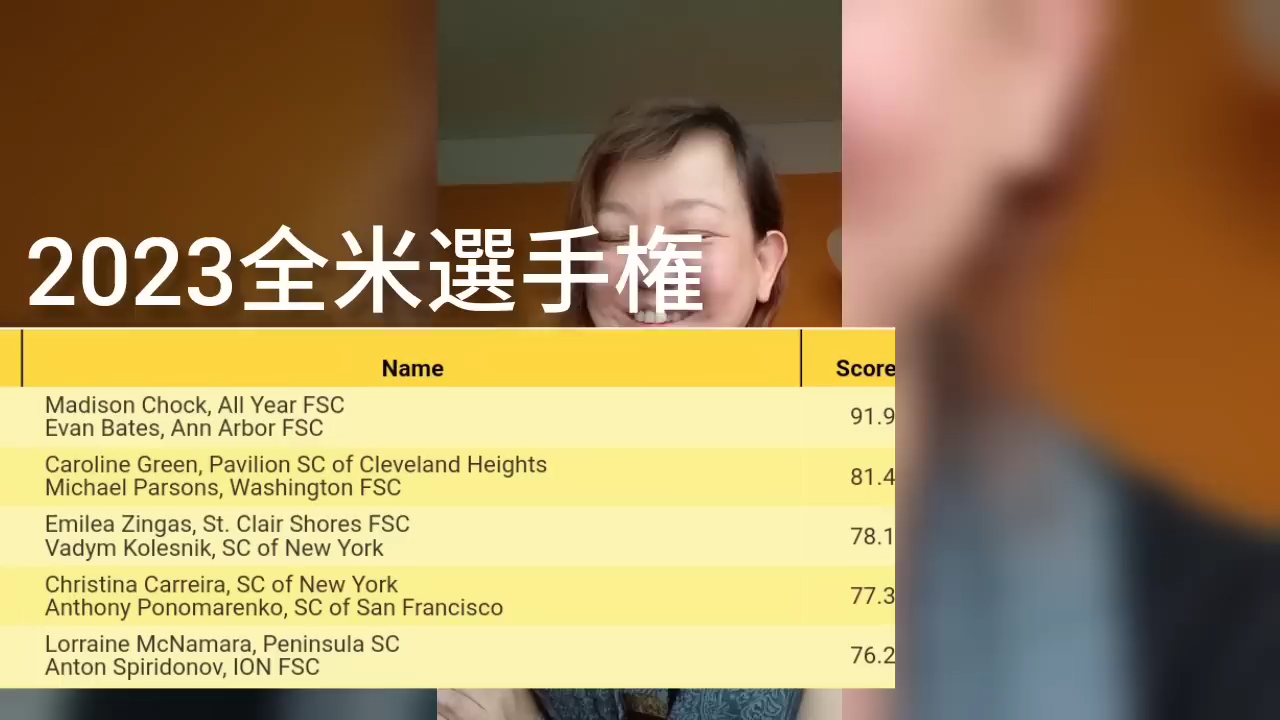 2023全米選手権
Name Score
Madison Chock, All Year FSC
Evan Bates, Ann Arbor FSC
91.9
Caroline Green, Pavilion SC of Cleveland Heights
Michael Parsons, Washington FSC
81.4
Emilea Zingas, St. Clair Shores FSC
Vadym Kolesnik, SC of New York
78.1
Christina Carreira, SC of New York
Anthony Ponomarenko, SC of San Francisco
77.3
Lorraine McNamara, Peninsula SC
Anton Spiridonov, ION FSC
76.2